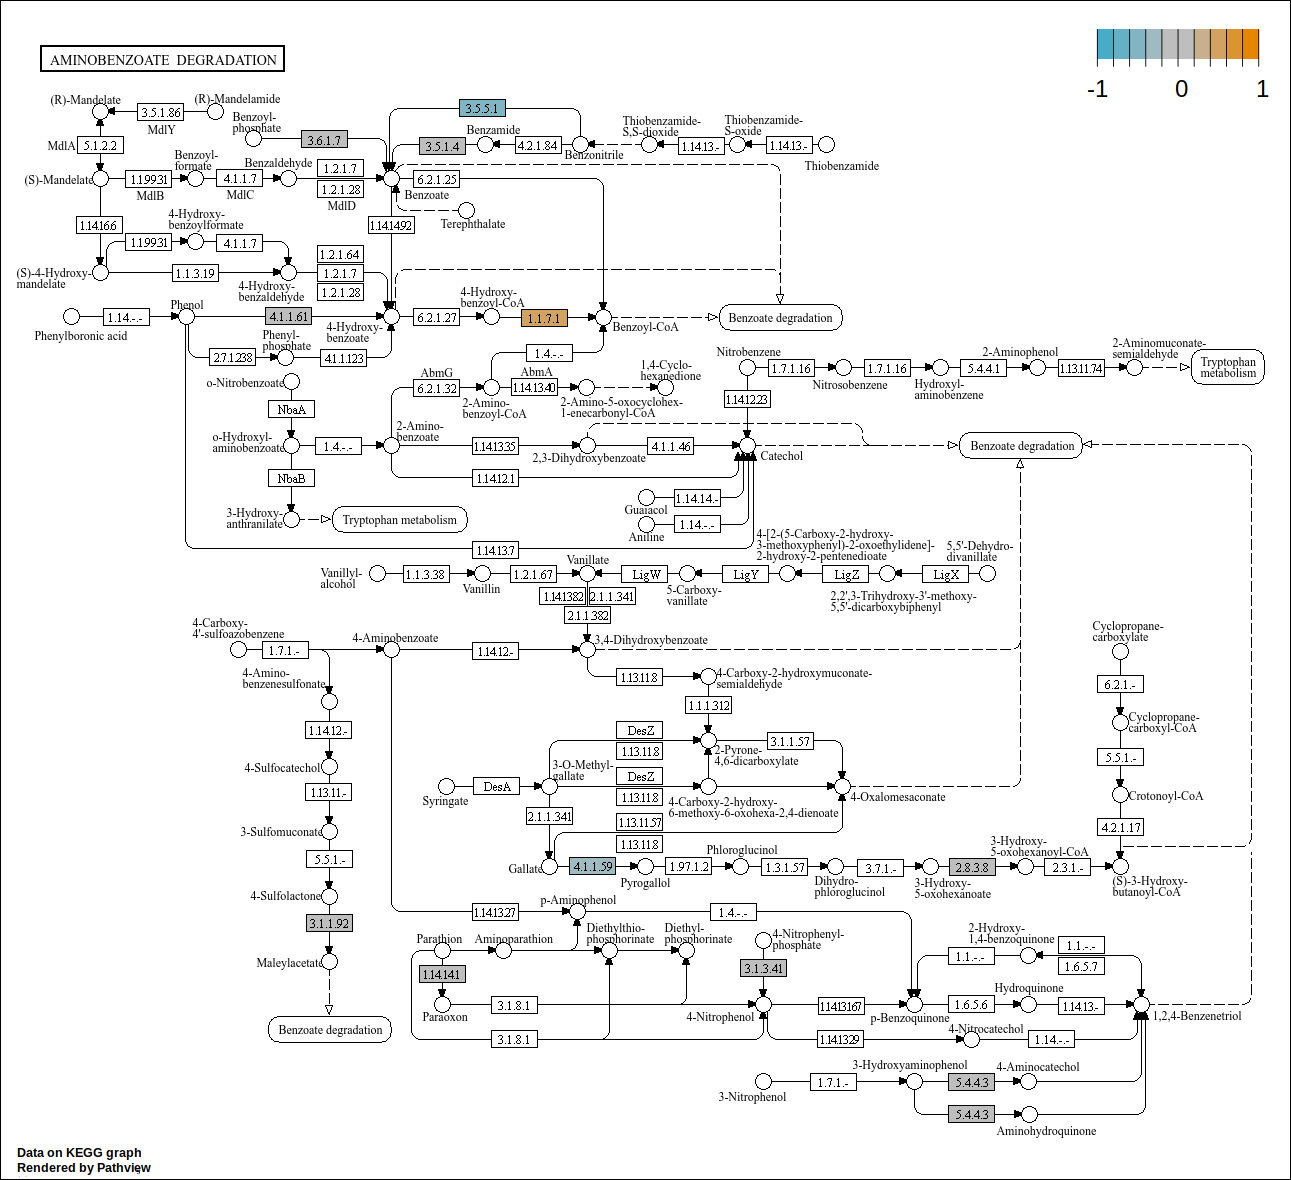 AMINOBENZOATE DEGRADATION
-1
0
1
(R)-Mandelate
3.5.1.86
MdlY
(R)-Mandelamide
Benzoyl-
phosphate
3.6.1.7
3.5.5.1
3.5.1.4
Benzamide
4.2.1.84
Benzonitrile
Thiobenzamide-
S,S-dioxide
1.14.13.-
Thiobenzamide-
S-oxide
1.14.13.-
Thiobenzamide
MdlA
5.1.2.2
(S)-Mandelate
1.1.99.31
MdlB
Benzoyl-
formate
4.1.1.7
MdlC
Benzaldehyde
1.2.1.7
1.2.1.28
MdlD
Benzoate
6.2.1.25
Terephthalate
1.14.16.6
1.14.14.92
4-Hydroxy-
benzoylformate
1.1.99.31
4.1.1.7
(S)-4-Hydroxy-
mandelate
1.1.3.19
4-Hydroxy-
benzaldehyde
1.2.1.64
1.2.1.7
1.2.1.28
Phenylboronic acid
1.14.-.-
Phenol
4.1.1.61
4-Hydroxy-
benzoate
6.2.1.27
4-Hydroxy-
benzoyl-CoA
1.1.7.1
Benzoyl-CoA
Benzoate degradation
2.7.1.238
Phenyl-
phosphate
4.1.1.123
1.4.-.-
o-Nitrobenzoate
NbaA
AbmG
6.2.1.32
2-Amino-
benzoyl-CoA
AbmA
1.14.13.40
2-Amino-5-oxocyclohex-
1-enecarbonyl-CoA
1,4-Cyclo-
hexanedione
Nitrobenzene
1.7.1.16
Nitrosobenzene
1.7.1.16
Hydroxyl-
aminobenzene
5.4.4.1
2-Aminophenol
1.13.11.74
2-Aminomuconate-
semialdehyde
Tryptophan
metabolism
1.14.12.23
o-Hydroxyl-
aminobenzoate
1.4.-.-
2-Amino-
benzoate
1.14.13.35
2,3-Dihydroxybenzoate
4.1.1.46
Catechol
Benzoate degradation
NbaB
1.14.12.1
3-Hydroxy-
anthranilate
Tryptophan metabolism
Guaiacol
1.14.14.-
Aniline
1.14.-.-
1.14.13.7
Vanillyl-
alcohol
1.1.3.38
Vanillin
1.2.1.67
Vanillate
LigW
5-Carboxy-
vanillate
LigY
4-[2-(5-Carboxy-2-hydroxy-
3-methoxyphenyl)-2-oxoethylidene]-
2-hydroxy-2-pentenedioate
LigZ
2,2',3-Trihydroxy-3'-methoxy-
5,5'-dicarboxybiphenyl
LigX
5,5'-Dehydro-
divanillate
1.14.13.82
2.1.1.341
2.1.1.382
4-Carboxy-
4'-sulfoazobenzene
1.7.1.-
4-Aminobenzoate
1.14.12.-
3,4-Dihydroxybenzoate
Cyclopropane-
carboxylate
4-Amino-
benzenesulfonate
1.13.11.8
4-Carboxy-2-hydroxymuconate-
semialdehyde
6.2.1.-
1.1.1.312
Cyclopropane-
carboxyl-CoA
1.14.12.-
DesZ
1.13.11.8
2-Pyrone-
4,6-dicarboxylate
3.1.1.57
5.5.1.-
4-Sulfocatechol
3-O-Methyl-
gallate
DesZ
1.13.11.8
Syringate
DesA
4-Carboxy-2-hydroxy-
6-methoxy-6-oxohexa-2,4-dienoate
4-Oxalomesaconate
Crotonoyl-CoA
1.13.11.-
2.1.1.341
1.13.11.57
1.13.11.8
4.2.1.17
3-Sulfomuconate
5.5.1.-
Gallate
4.1.1.59
Pyrogallol
1.97.1.2
Phloroglucinol
1.3.1.57
Dihydro-
phloroglucinol
3.7.1.-
3-Hydroxy-
5-oxohexanoate
2.8.3.8
3-Hydroxy-
5-oxohexanoyl-CoA
2.3.1.-
(S)-3-Hydroxy-
butanoyl-CoA
4-Sulfolactone
3.1.1.92
Maleylacetate
Benzoate degradation
1.14.13.27
p-Aminophenol
1.4.-.-
Parathion
Aminoparathion
Diethylthio-
phosphorinate
Diethyl-
phosphorinate
4-Nitrophenyl-
phosphate
2-Hydroxy-
1,4-benzoquinone
1.1.-.-
1.1.-.-
1.6.5.7
1.14.14.1
3.1.3.41
Paraoxon
3.1.8.1
4-Nitrophenol
1.14.13.167
p-Benzoquinone
1.6.5.6
Hydroquinone
1.14.13.-
1,2,4-Benzenetriol
3.1.8.1
1.14.13.29
4-Nitrocatechol
1.14.-.-
3-Nitrophenol
1.7.1.-
3-Hydroxyaminophenol
5.4.4.3
4-Aminocatechol
5.4.4.3
Aminohydroquinone
Data on KEGG graph
Rendered by Pathview